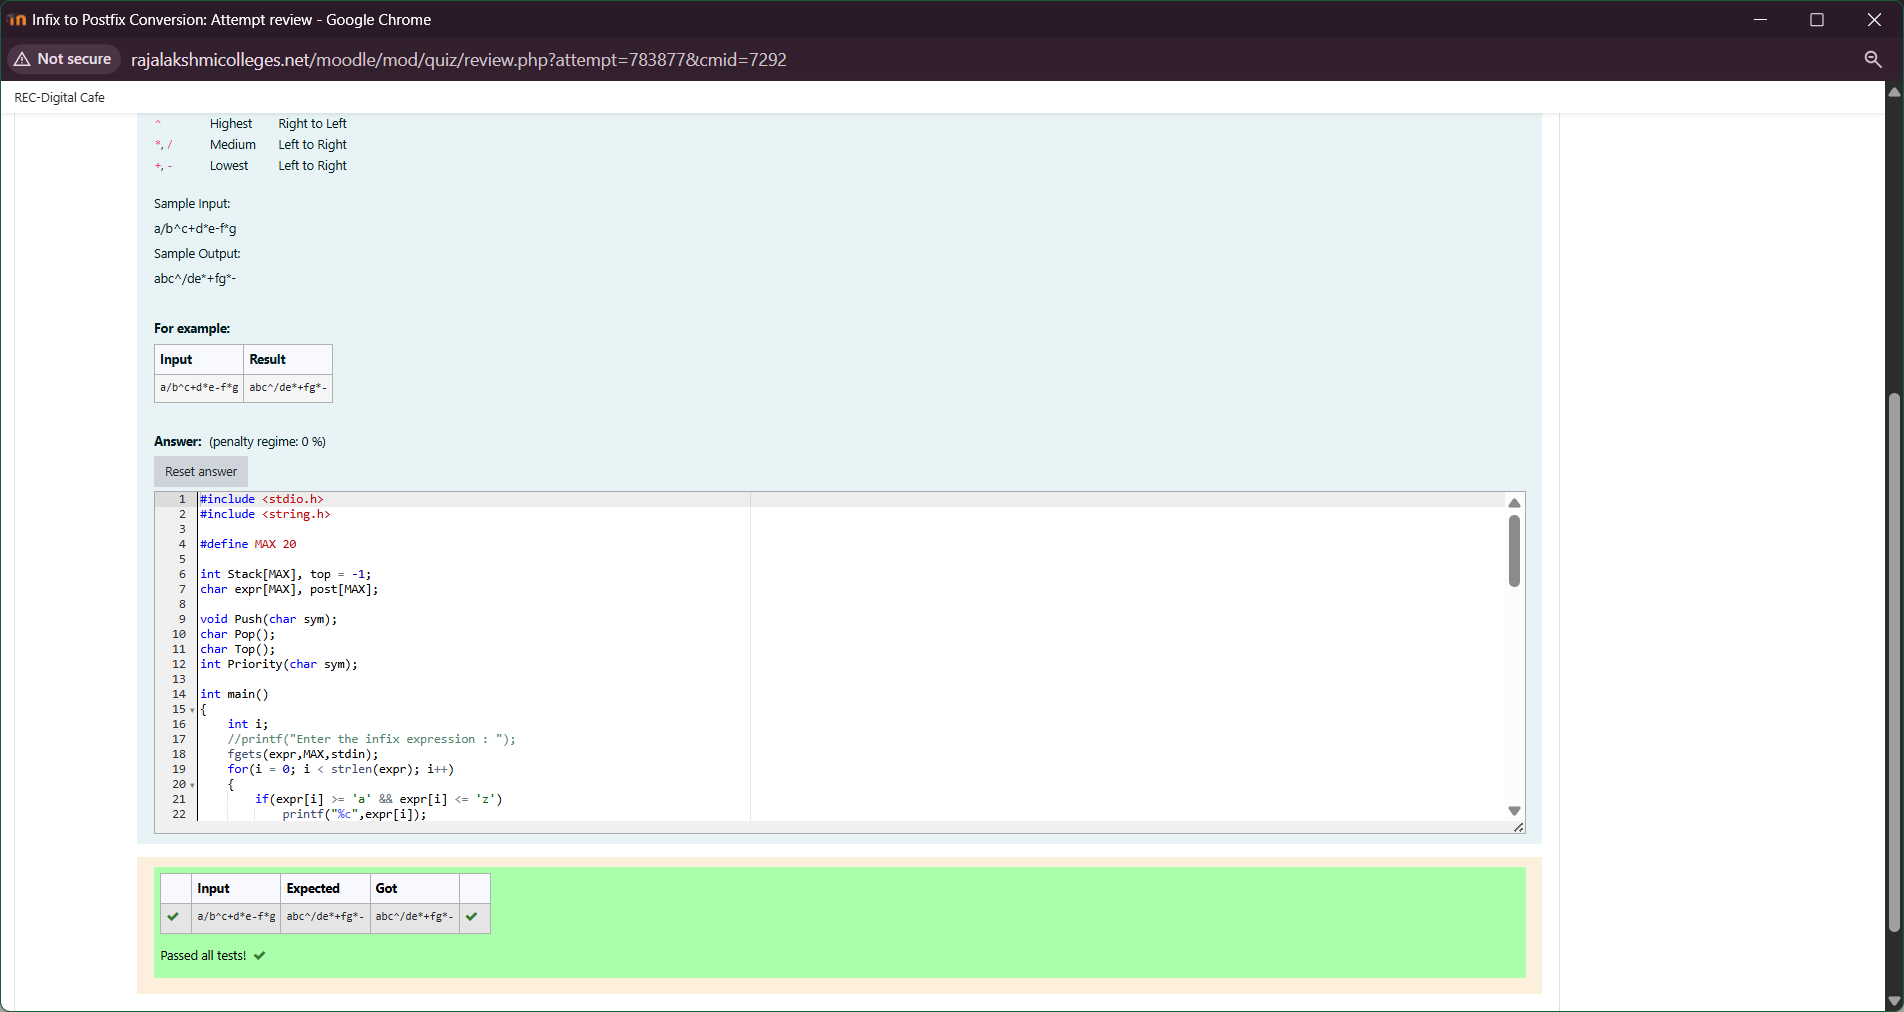 Infix to Postfix Conversion: Attempt review - Google Chrome
Not secure rajalakshmicolleges.net/moodle/mod/quiz/review.php?attempt=783877&cmid=7292
REC-Digital Cafe
^ Highest Right to Left
*, / Medium Left to Right
+, - Lowest Left to Right
Sample Input:
a/b^c+d*e-f*g
Sample Output:
abc^/de*+fg*-
For example:
Input Result
a/b^c+d*e-f*g abc^/de*+fg*-
Answer: (penalty regime: 0 %)
Reset answer
1 #include <stdio.h>
2 #include <string.h>
3
4 #define MAX 20
5
6 int Stack[MAX], top = -1;
7 char expr[MAX], post[MAX];
8
9 void Push(char sym);
10 char Pop();
11 char Top();
12 int Priority(char sym);
13
14 int main()
15 {
16     int i;
17     //printf("Enter the infix expression : ");
18     fgets(expr,MAX,stdin);
19     for(i = 0; i < strlen(expr); i++)
20     {
21         if(expr[i] >= 'a' && expr[i] <= 'z')
22             printf("%c",expr[i]);
Input Expected Got
a/b^c+d*e-f*g abc^/de*+fg*- abc^/de*+fg*-
Passed all tests!